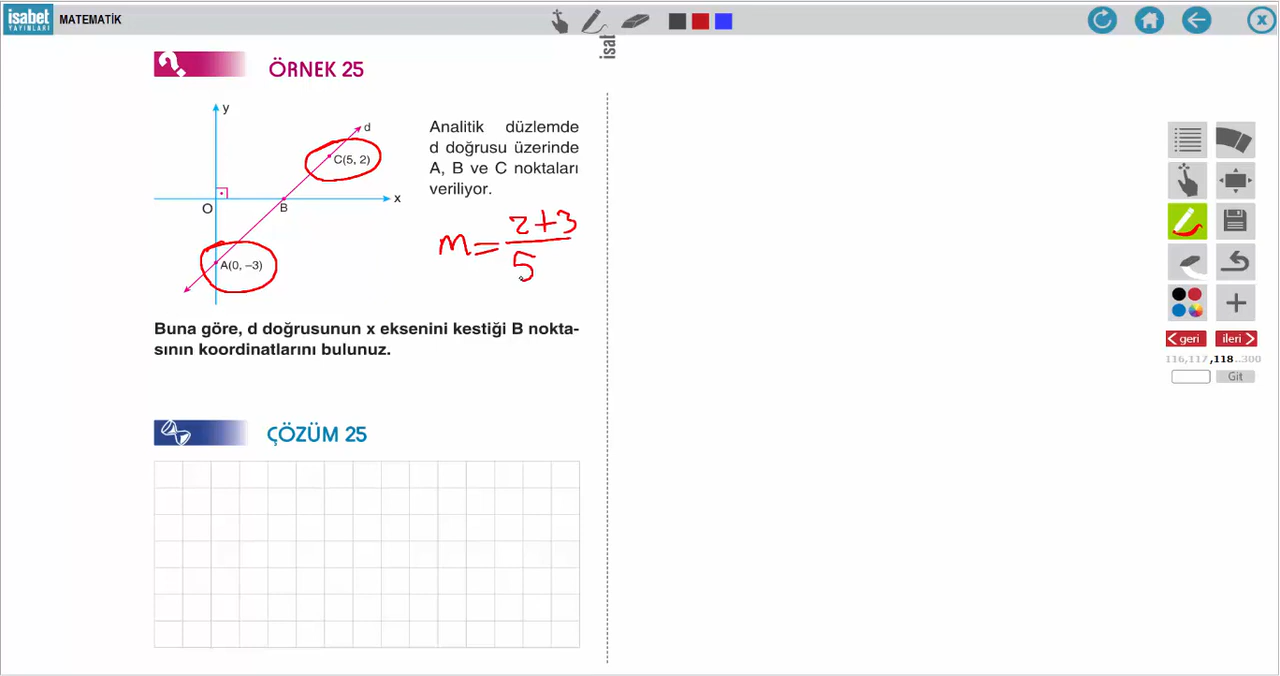 isabet
YAYINLARI
MATEMATİK
isat
ÖRNEK 25
y
d
C(5, 2)
x
O
B
A(0, –3)
Analitik düzlemde
d doğrusu üzerinde
A, B ve C noktaları
veriliyor.
m = 2+3
5
Buna göre, d doğrusunun x eksenini kestiği B nokta-
sının koordinatlarını bulunuz.
ÇÖZÜM 25
geri
ileri
116,117,118..300
Git